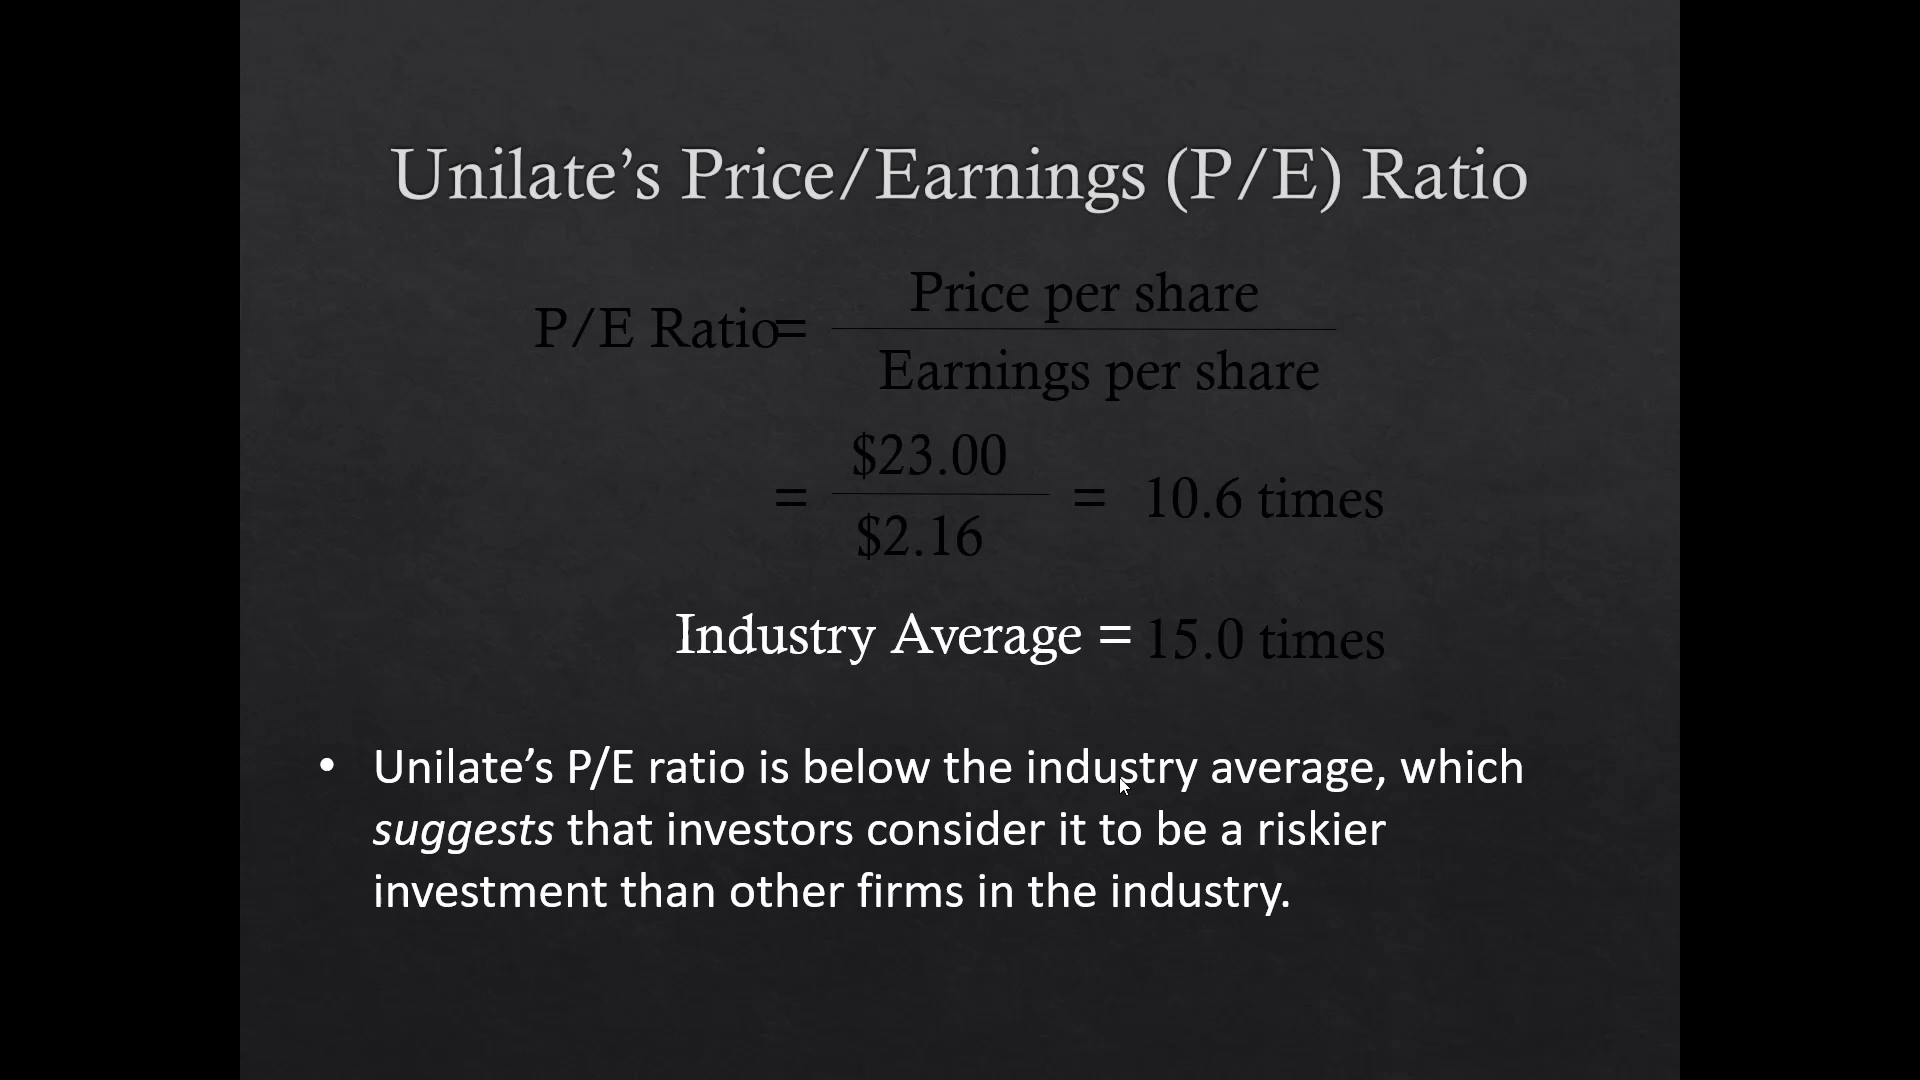 Unilate’s Price/Earnings (P/E) Ratio
Price per share
P/E Ratio=
Earnings per share
$23.00
= = 10.6 times
$2.16
Industry Average = 15.0 times
• Unilate’s P/E ratio is below the industry average, which
suggests that investors consider it to be a riskier
investment than other firms in the industry.